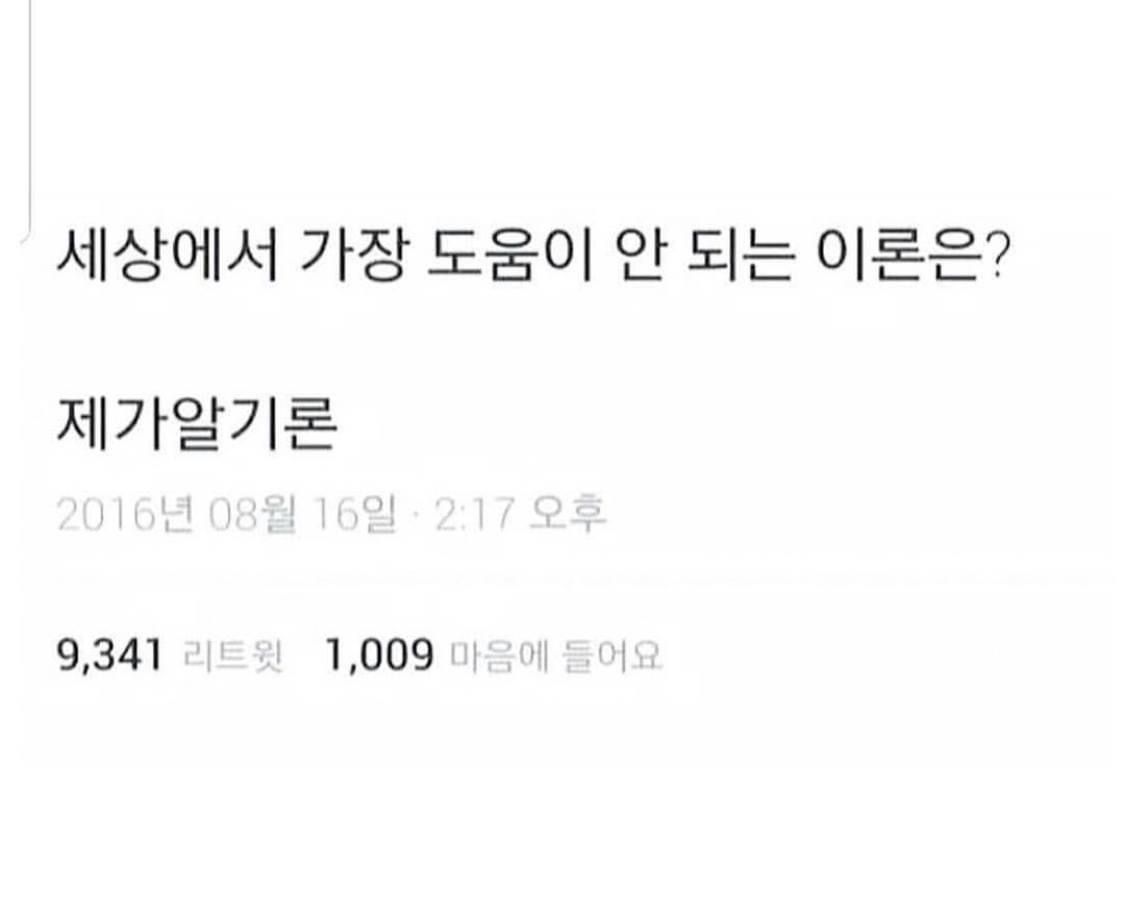 세상에서 가장 도움이 안 되는 이론은?
제가알기론
2016년 08월 16일 · 2:17 오후
9,341 리트윗 1,009 마음에 들어요